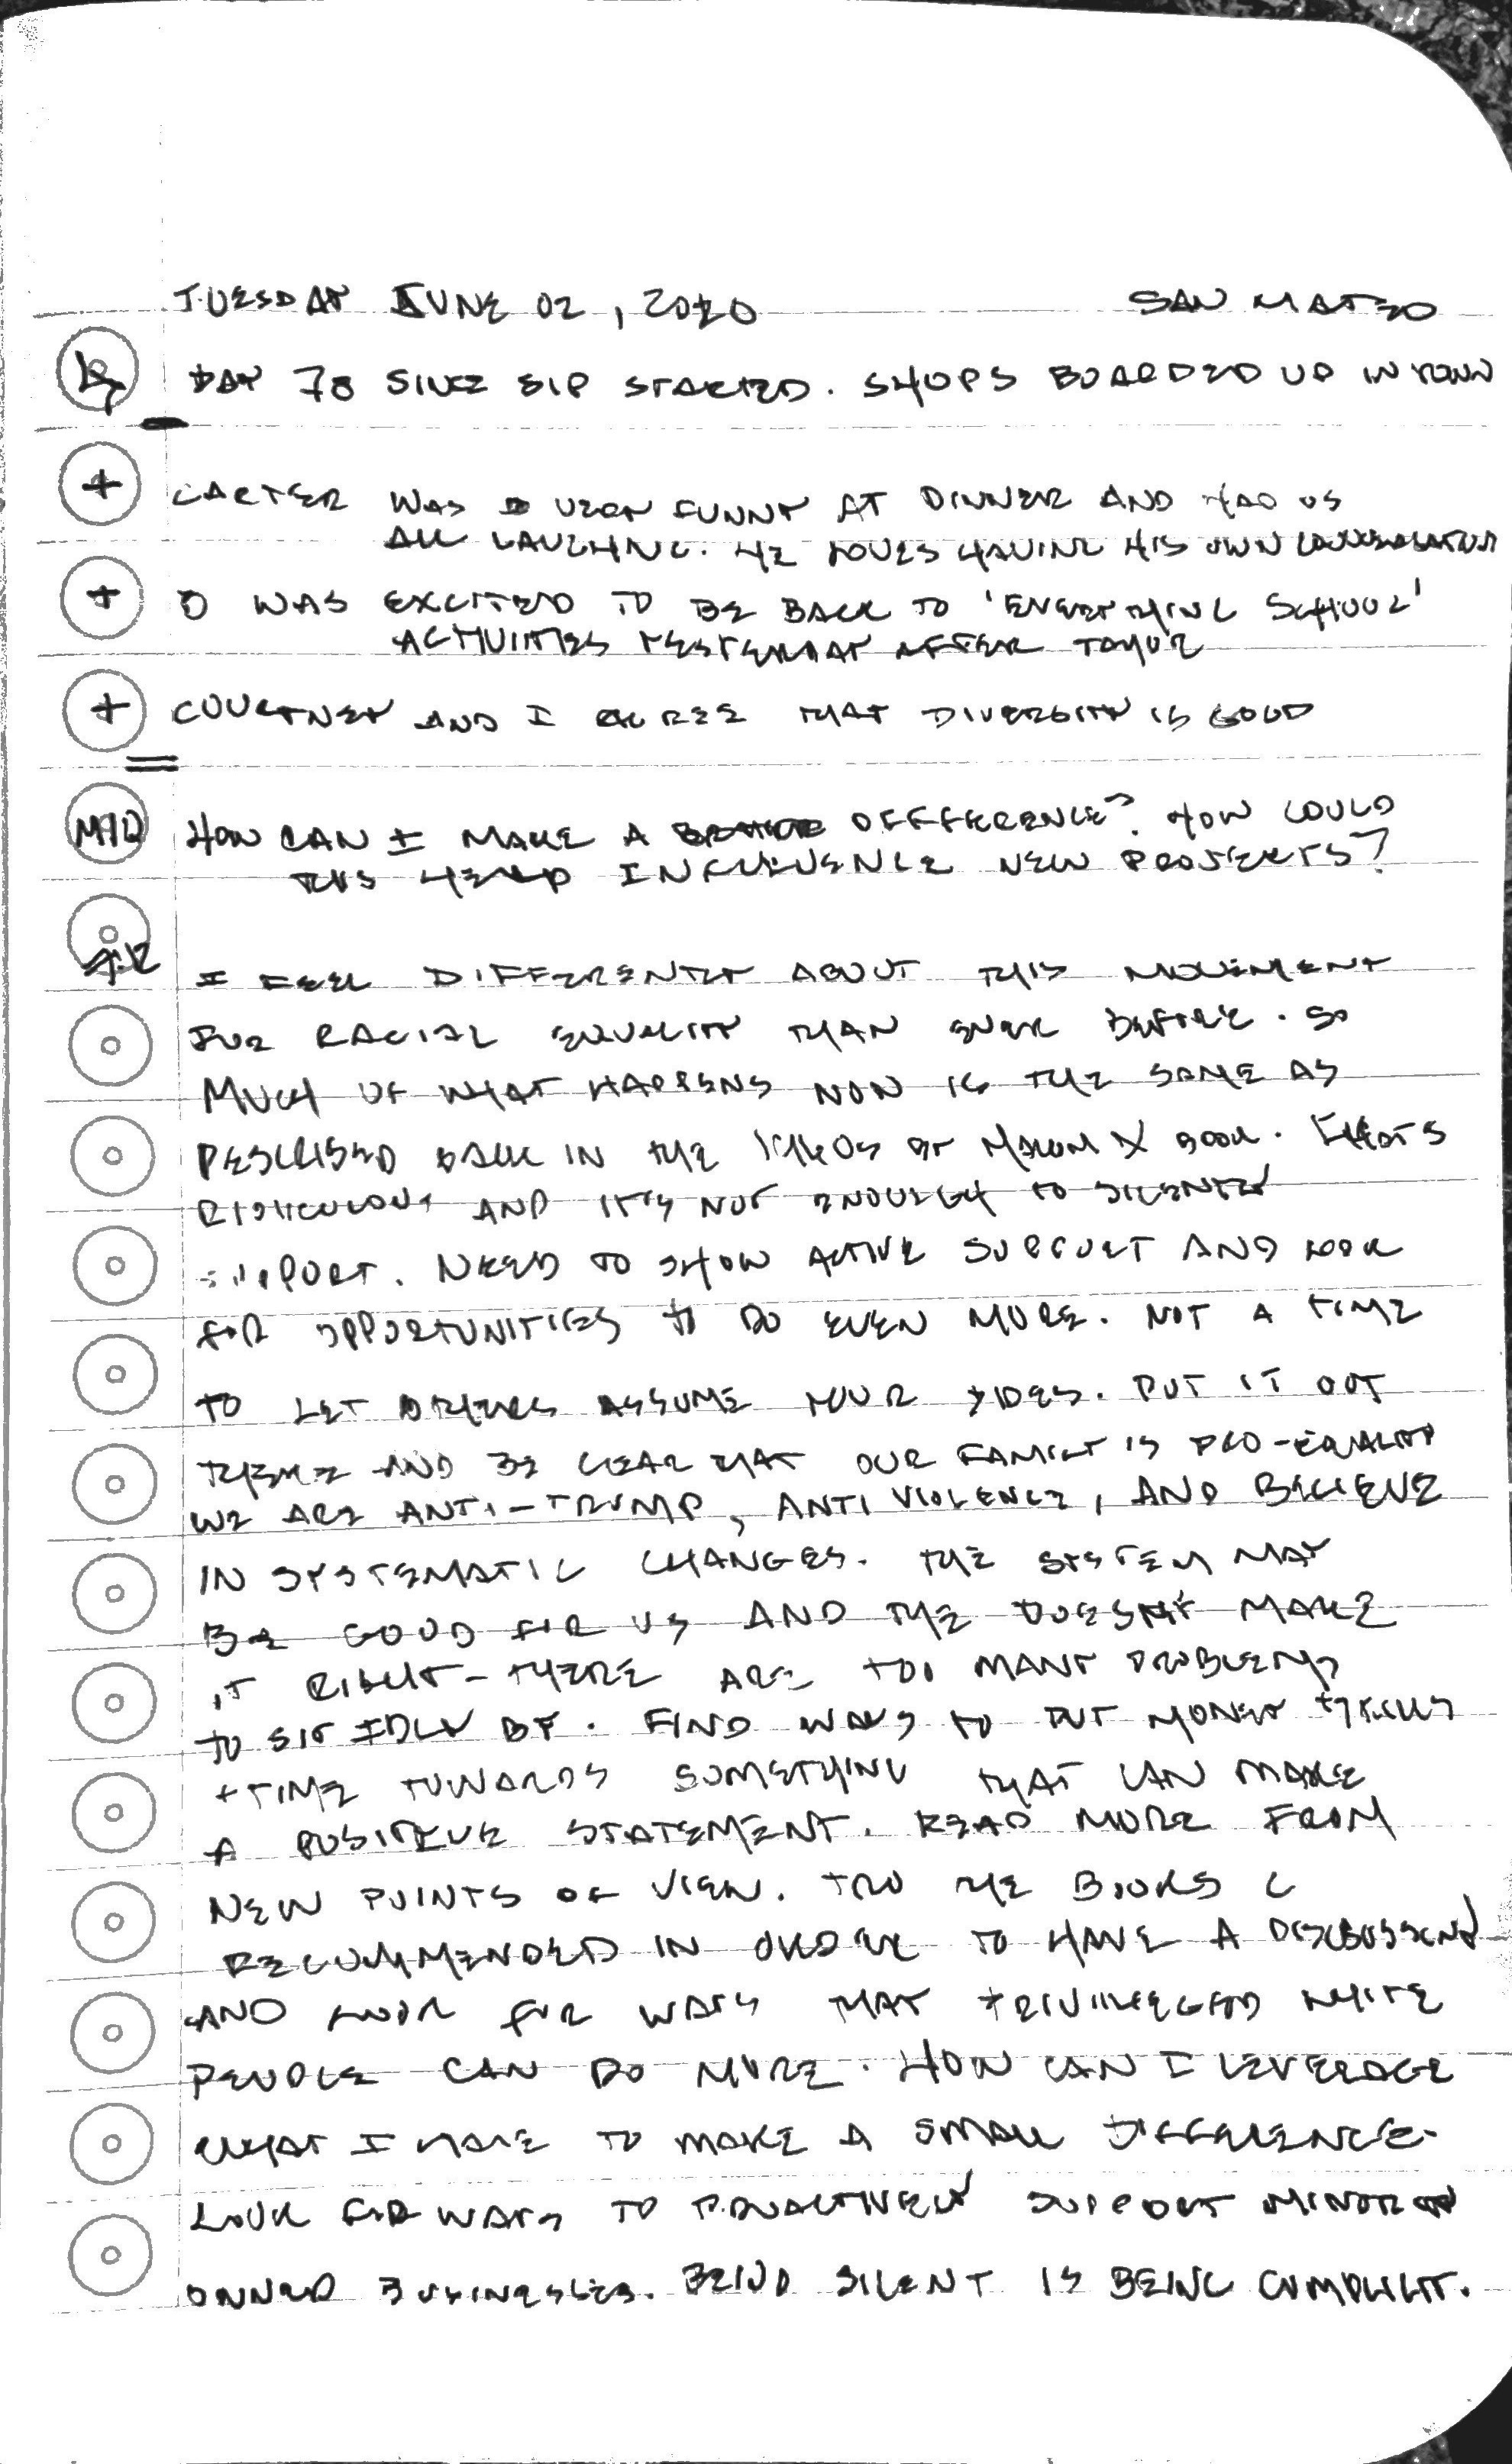 TUESDAY JUNE 02, 2020 SAN MATEO
DAY 78 SINCE SIP STARTED. SHOPS BOARDED UP IN TOWN
+ CARTER WAS VERY FUNNY AT DINNER AND HAD US
ALL LAUGHING. HE LOVES HAVING HIS OWN CONVERSATION
+ O WAS EXCITED TO BE BACK TO 'EVERYTHING SCHOOL'
ACTIVITIES YESTERDAY AFTER
+ COURTNEY AND I AGREE THAT DIVERSITY IS GOOD
MIQ HOW CAN I MAKE A DIFFERENCE? HOW COULD
THIS HELP INFLUENCE NEW PROJECTS?
I FEEL DIFFERENTLY ABOUT THIS MOVEMENT
FOR RACIAL EQUALITY THAN EVER BEFORE. SO
MUCH OF WHAT HAPPENS NOW IS THE SAME AS
DESCRIBED BACK IN THE 1960s BY MALCOLM X BOOK. THAT'S
RIDICULOUS AND IT'S NOT ENOUGH TO SILENTLY
SUPPORT. NEED TO SHOW ACTIVE SUPPORT AND LOOK
FOR OPPORTUNITIES TO DO EVEN MORE. NOT A TIME
TO LET OTHERS ASSUME YOUR SIDES. PUT IT OUT
THERE AND BE CLEAR THAT OUR FAMILY IS PRO-EQUALITY
WE ARE ANTI-TRUMP, ANTI VIOLENCE, AND BELIEVE
IN SYSTEMATIC CHANGES. THE SYSTEM MAY
BE GOOD FOR US AND THE DOESN'T MAKE
IT RIGHT - THERE ARE TOO MANY PROBLEMS
TO SIT IDLY BY. FIND WAYS TO PUT MONEY
+ TIME TOWARDS SOMETHING THAT CAN MAKE
A POSITIVE STATEMENT. READ MORE FROM
NEW POINTS OF VIEW. THE BOOKS C
RECOMMENDED IN ORDER TO HAVE A DISCUSSION
AND LOOK FOR WAYS THAT PRIVILEGED WHITE
PEOPLE CAN DO MORE. HOW CAN I LEVERAGE
WHAT I HAVE TO MAKE A SMALL DIFFERENCE.
LOOK FOR WAYS TO PROACTIVELY SUPPORT MINORITY
OWNED BUSINESSES. BEING SILENT IS BEING COMPLICIT.